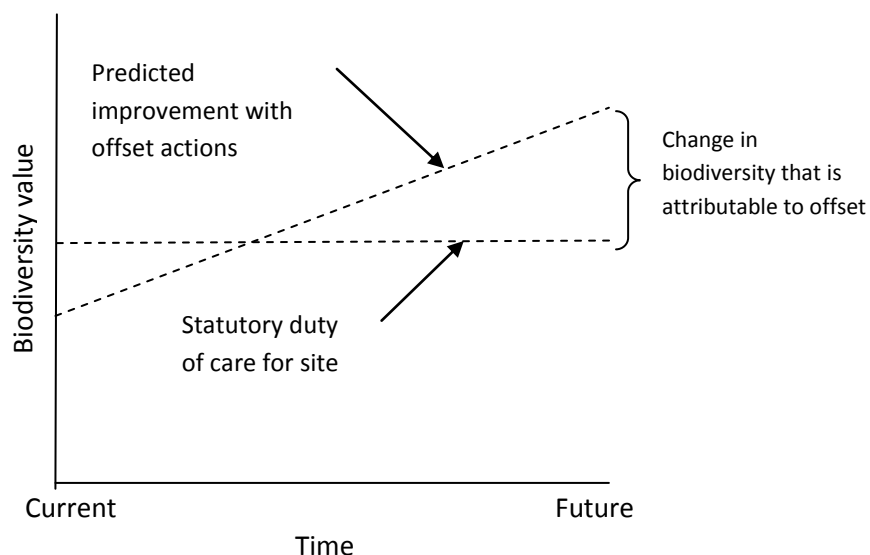 Predicted
improvement with
offset actions
Change in
biodiversity that is
attributable to offset
Biodiversity value
Statutory duty
of care for site
Current
Future
Time